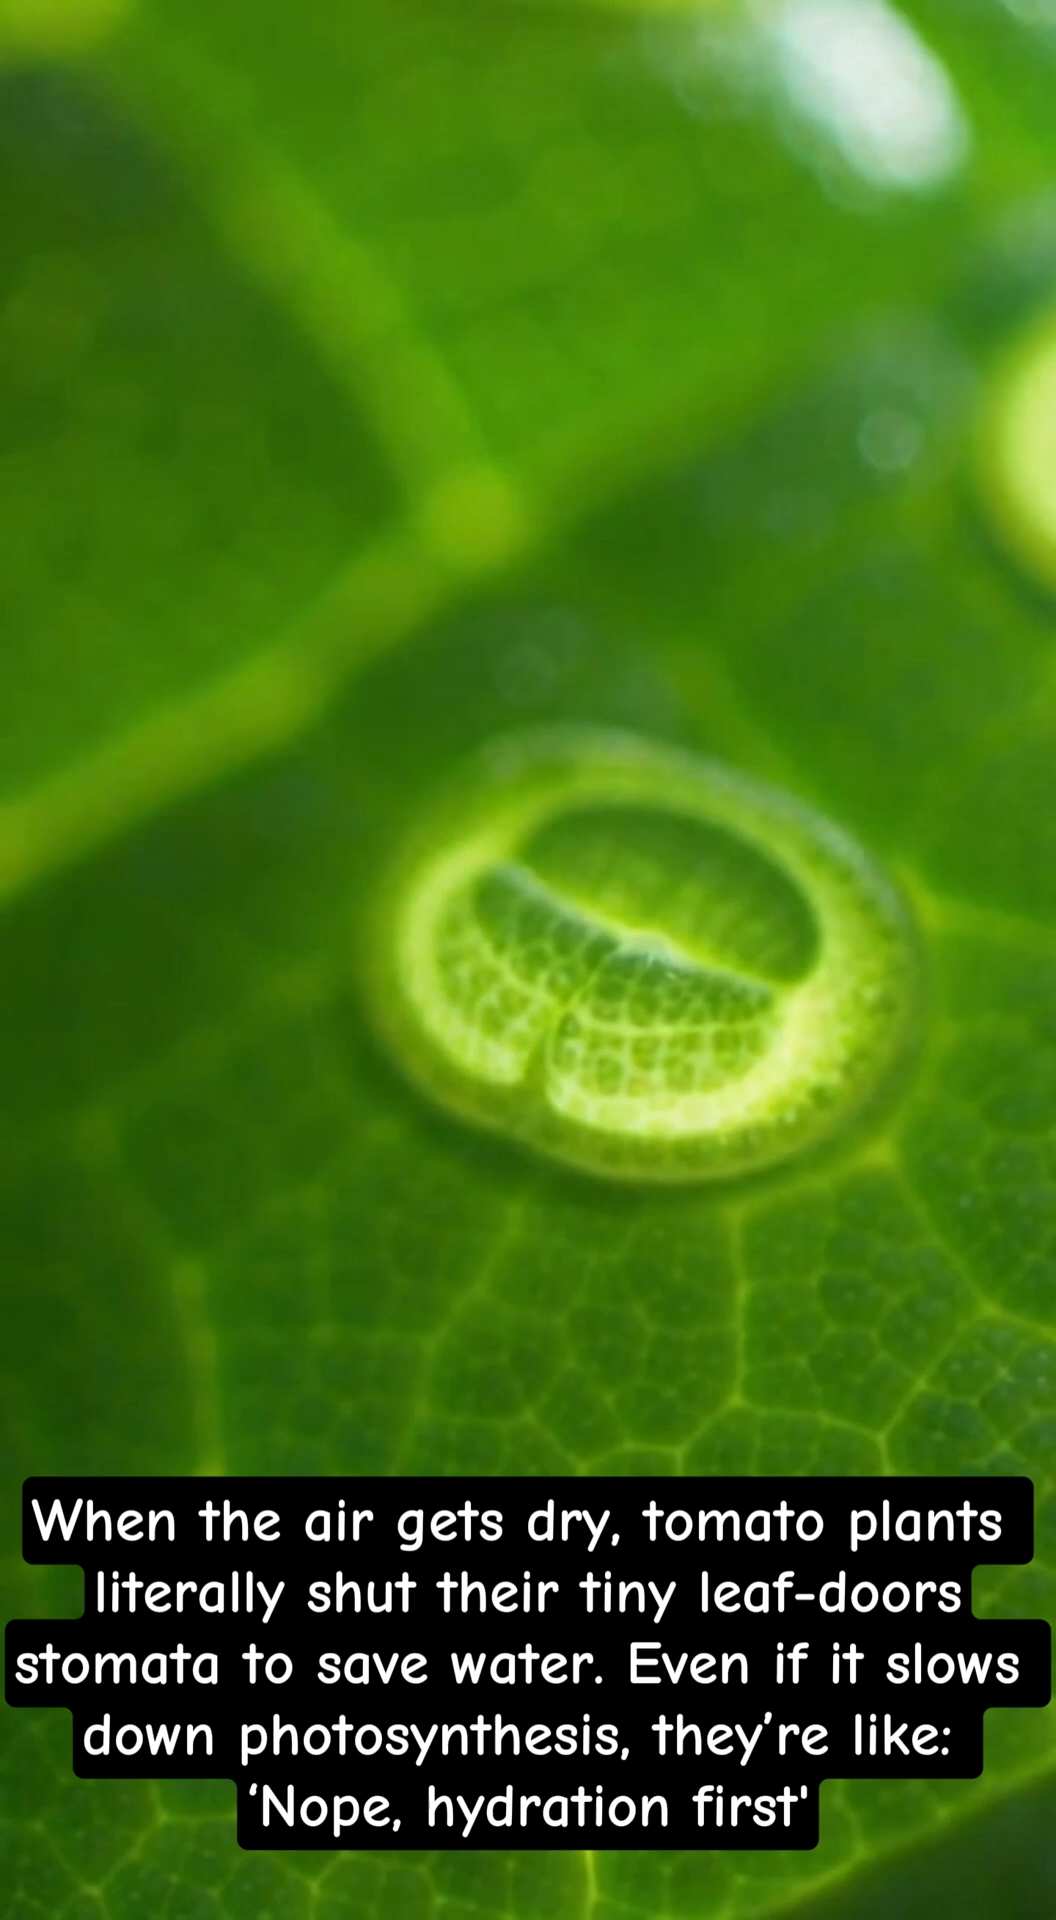 When the air gets dry, tomato plants
literally shut their tiny leaf-doors
stomata to save water. Even if it slows
down photosynthesis, they’re like:
‘Nope, hydration first'